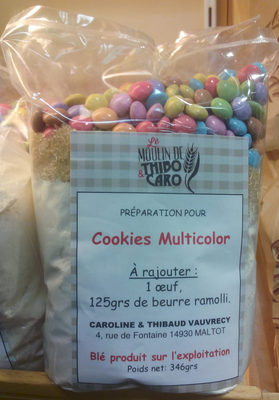 Le
MOULIN DE
THIBO
& CARO
PRÉPARATION POUR
Cookies Multicolor
À rajouter :
1 œuf,
125grs de beurre ramolli.
CAROLINE & THIBAUD VAUVRECY
4, rue de Fontaine 14930 MALTOT
Blé produit sur l'exploitation
Poids net: 346grs